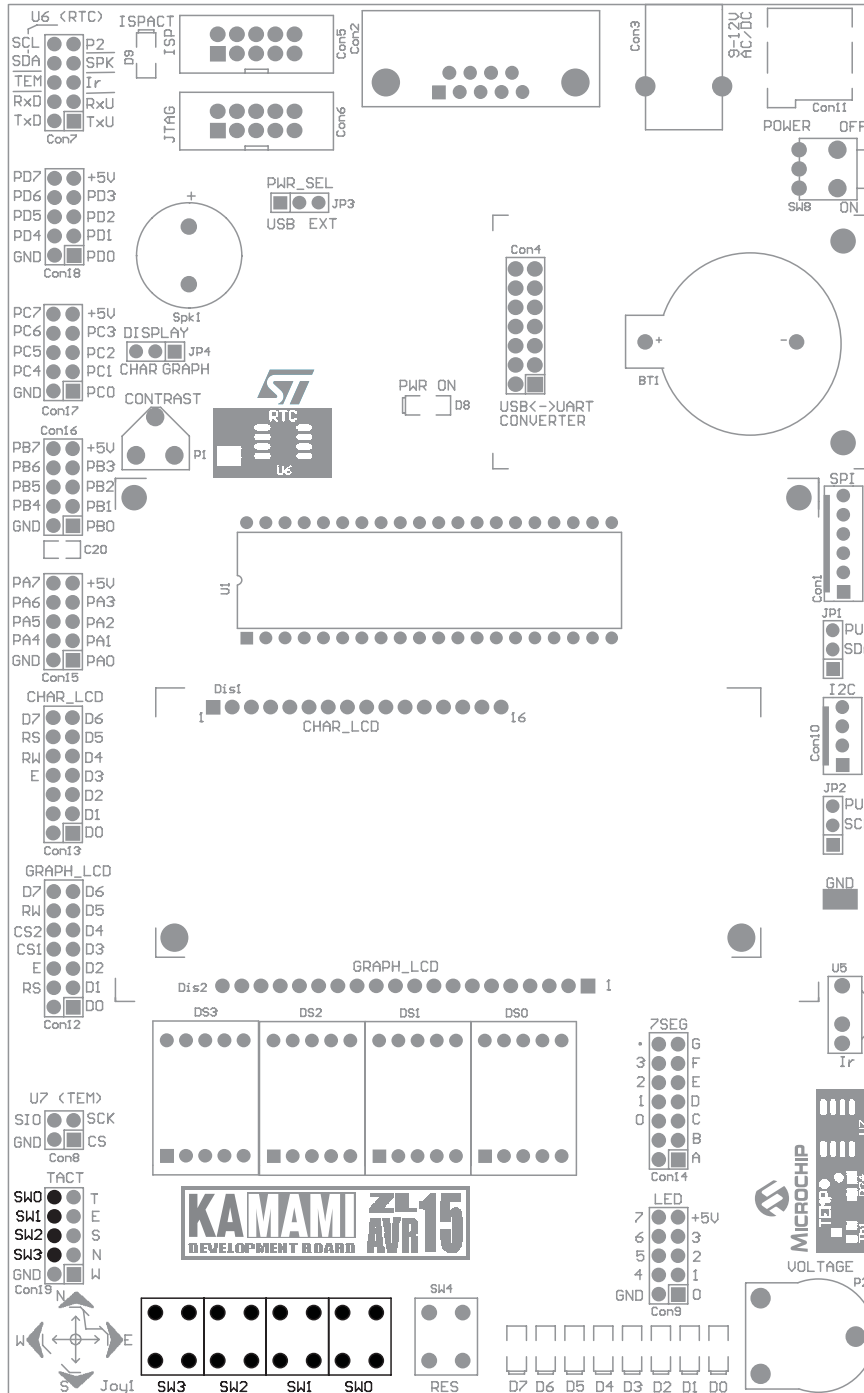 U6 (RTC)
SCL P2
SDA SPK
TEM Ir
RxD RxU
TxD TxU
Con7
ISPACT
D9
ISP
Con5
JTAG
Con6
Con2
Con3
9-12V
AC/DC
Con11
POWER OFF
SW8 ON
PD7 +5V
PD6 PD3
PD5 PD2
PD4 PD1
GND PD0
Con18
PWR_SEL
JP3
USB EXT
+
Spk1
Con4
USB<->UART
CONVERTER
+ -
BT1
PC7 +5V
PC6 PC3
PC5 PC2
PC4 PC1
GND PC0
Con17
DISPLAY
JP4
CHAR GRAPH
CONTRAST
P1
ST
RTC
U6
PWR ON
D8
Con16
PB7 +5V
PB6 PB3
PB5 PB2
PB4 PB1
GND PB0
C20
SPI
Con1
U1
PA7 +5V
PA6 PA3
PA5 PA2
PA4 PA1
GND PA0
Con15
JP1
PU
SD
I2C
Con10
JP2
PU
SC
GND
CHAR_LCD
D7 D6
RS D5
RW D4
E D3
D2
D1
D0
Con13
Dis1
1 16
CHAR_LCD
GRAPH_LCD
D7 D6
RW D5
CS2 D4
CS1 D3
E D2
RS D1
D0
Con12
GRAPH_LCD
Dis2 1
U5
Ir
DS3 DS2 DS1 DS0
7SEG
. G
3 F
2 E
1 D
0 C
B
A
Con14
U7 (TEM)
SIO SCK
GND CS
Con8
TACT
SW0 T
SW1 E
SW2 S
SW3 N
GND W
Con19
KAMAMI
DEVELOPMENT BOARD
ZL
AVR 15
LED
7 +5V
6 3
5 2
4 1
GND 0
Con9
MICROCHIP
TEMP
U7
VOLTAGE
P2
N
W E
S
Joy1
SW3 SW2 SW1 SW0
SW4
RES
D7 D6 D5 D4 D3 D2 D1 D0